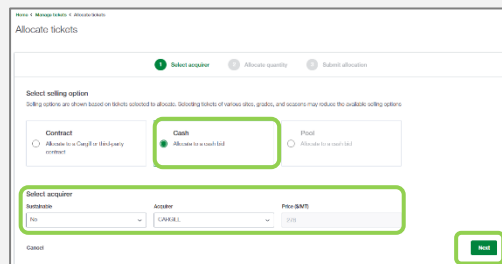 Home < Manage tickets < Allocate tickets
Allocate tickets
1 Select acquirer 2 Allocate quantity 3 Submit allocation
Select selling option
Selling options are shown based on tickets selected to allocate. Selecting tickets of various sites, grades, and seasons may reduce the available selling options
Contract
Allocate to a Cargill or third-party
contract
Cash
Allocate to a cash bid
Pool
Allocate to a cash bid
Select acquirer
Sustainable Acquirer Price ($/MT)
No CARGILL
Cancel Next